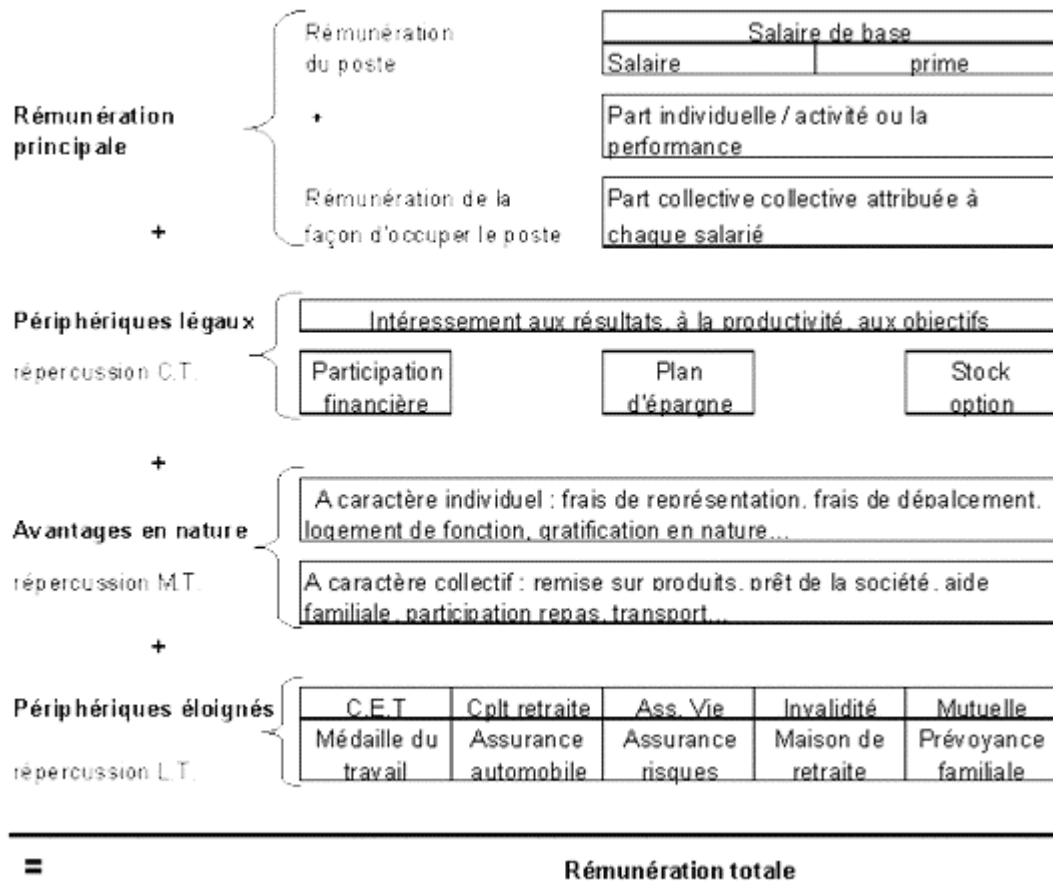 Rémunération du poste
Salaire de base
Salaire
prime
Rémunération principale
+
Part individuelle / activité ou la performance
Rémunération de la façon d'occuper le poste
Part collective collective attribuée à chaque salarié
+
Périphériques légaux
répercussion C.T.
Intéressement aux résultats, à la productivité, aux objectifs
Participation financière
Plan d'épargne
Stock option
+
Avantages en nature
répercussion M.T.
A caractère individuel : frais de représentation, frais de dépalcement, logement de fonction, gratification en nature...
A caractère collectif : remise sur produits, prêt de la société, aide familiale, participation repas, transport...
+
Périphériques éloignés
répercussion L.T.
C.E.T
Cplt retraite
Ass. Vie
Invalidité
Mutuelle
Médaille du travail
Assurance automobile
Assurance risques
Maison de retraite
Prévoyance familiale
=
Rémunération totale